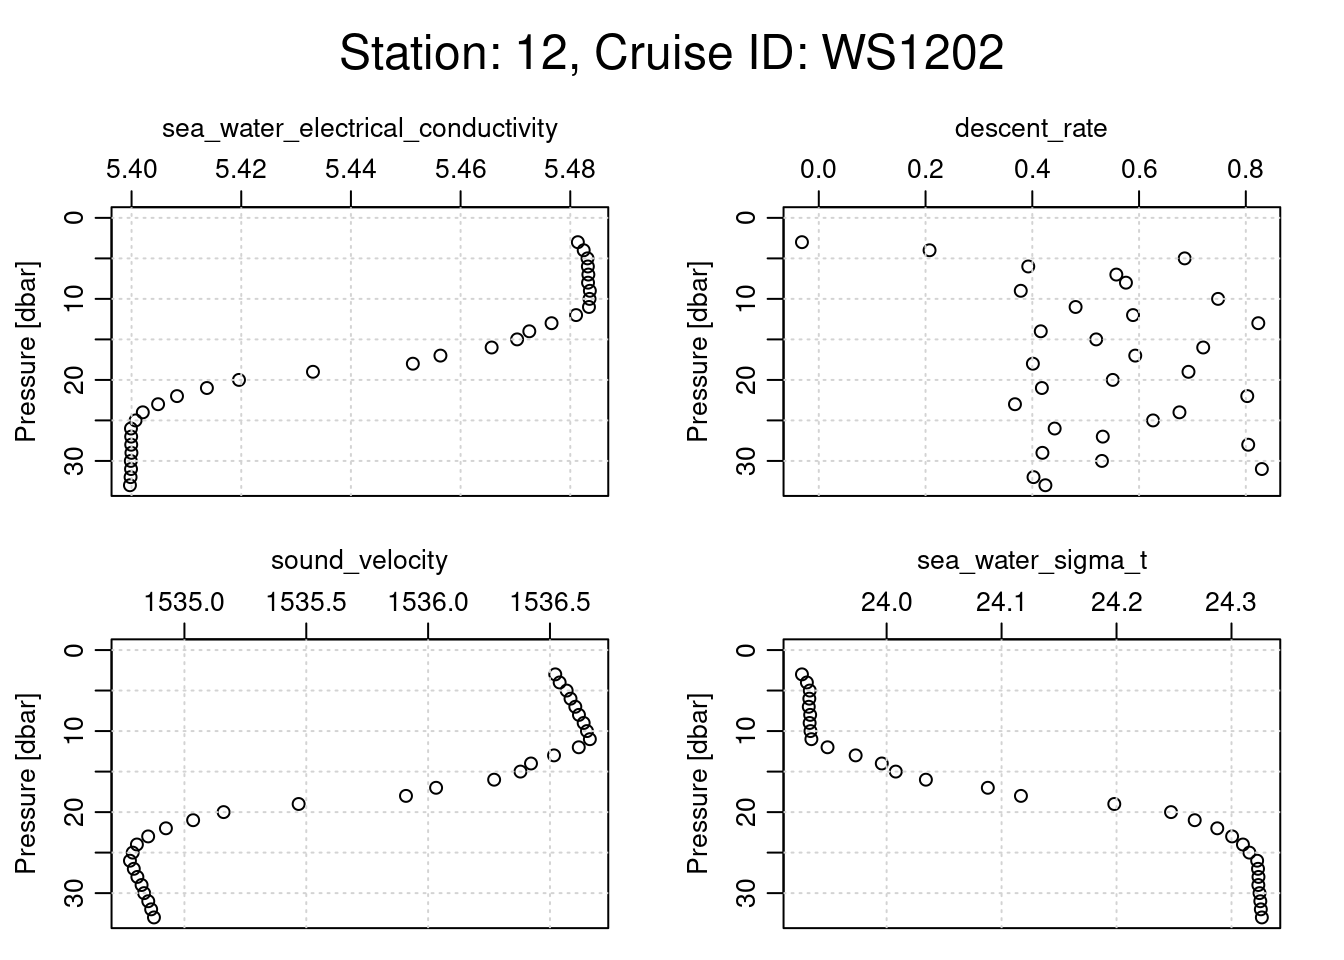 Station: 12, Cruise ID: WS1202
sea_water_electrical_conductivity
5.40 5.42 5.44 5.46 5.48
Pressure [dbar]
0
10
20
30
descent_rate
0.0 0.2 0.4 0.6 0.8
Pressure [dbar]
0
10
20
30
sound_velocity
1535.0 1535.5 1536.0 1536.5
Pressure [dbar]
0
10
20
30
sea_water_sigma_t
24.0 24.1 24.2 24.3
Pressure [dbar]
0
10
20
30